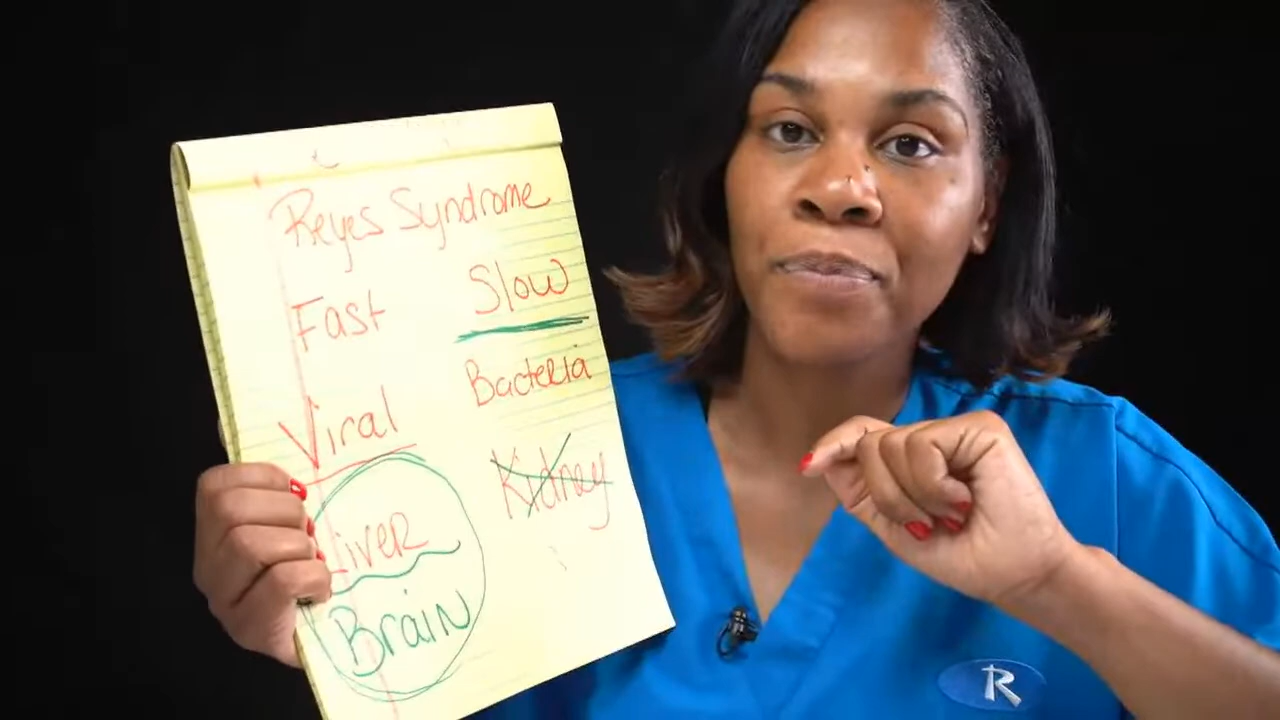 Reyes Syndrome
Fast Slow
Viral Bacteria
Liver Kidney
Brain
R